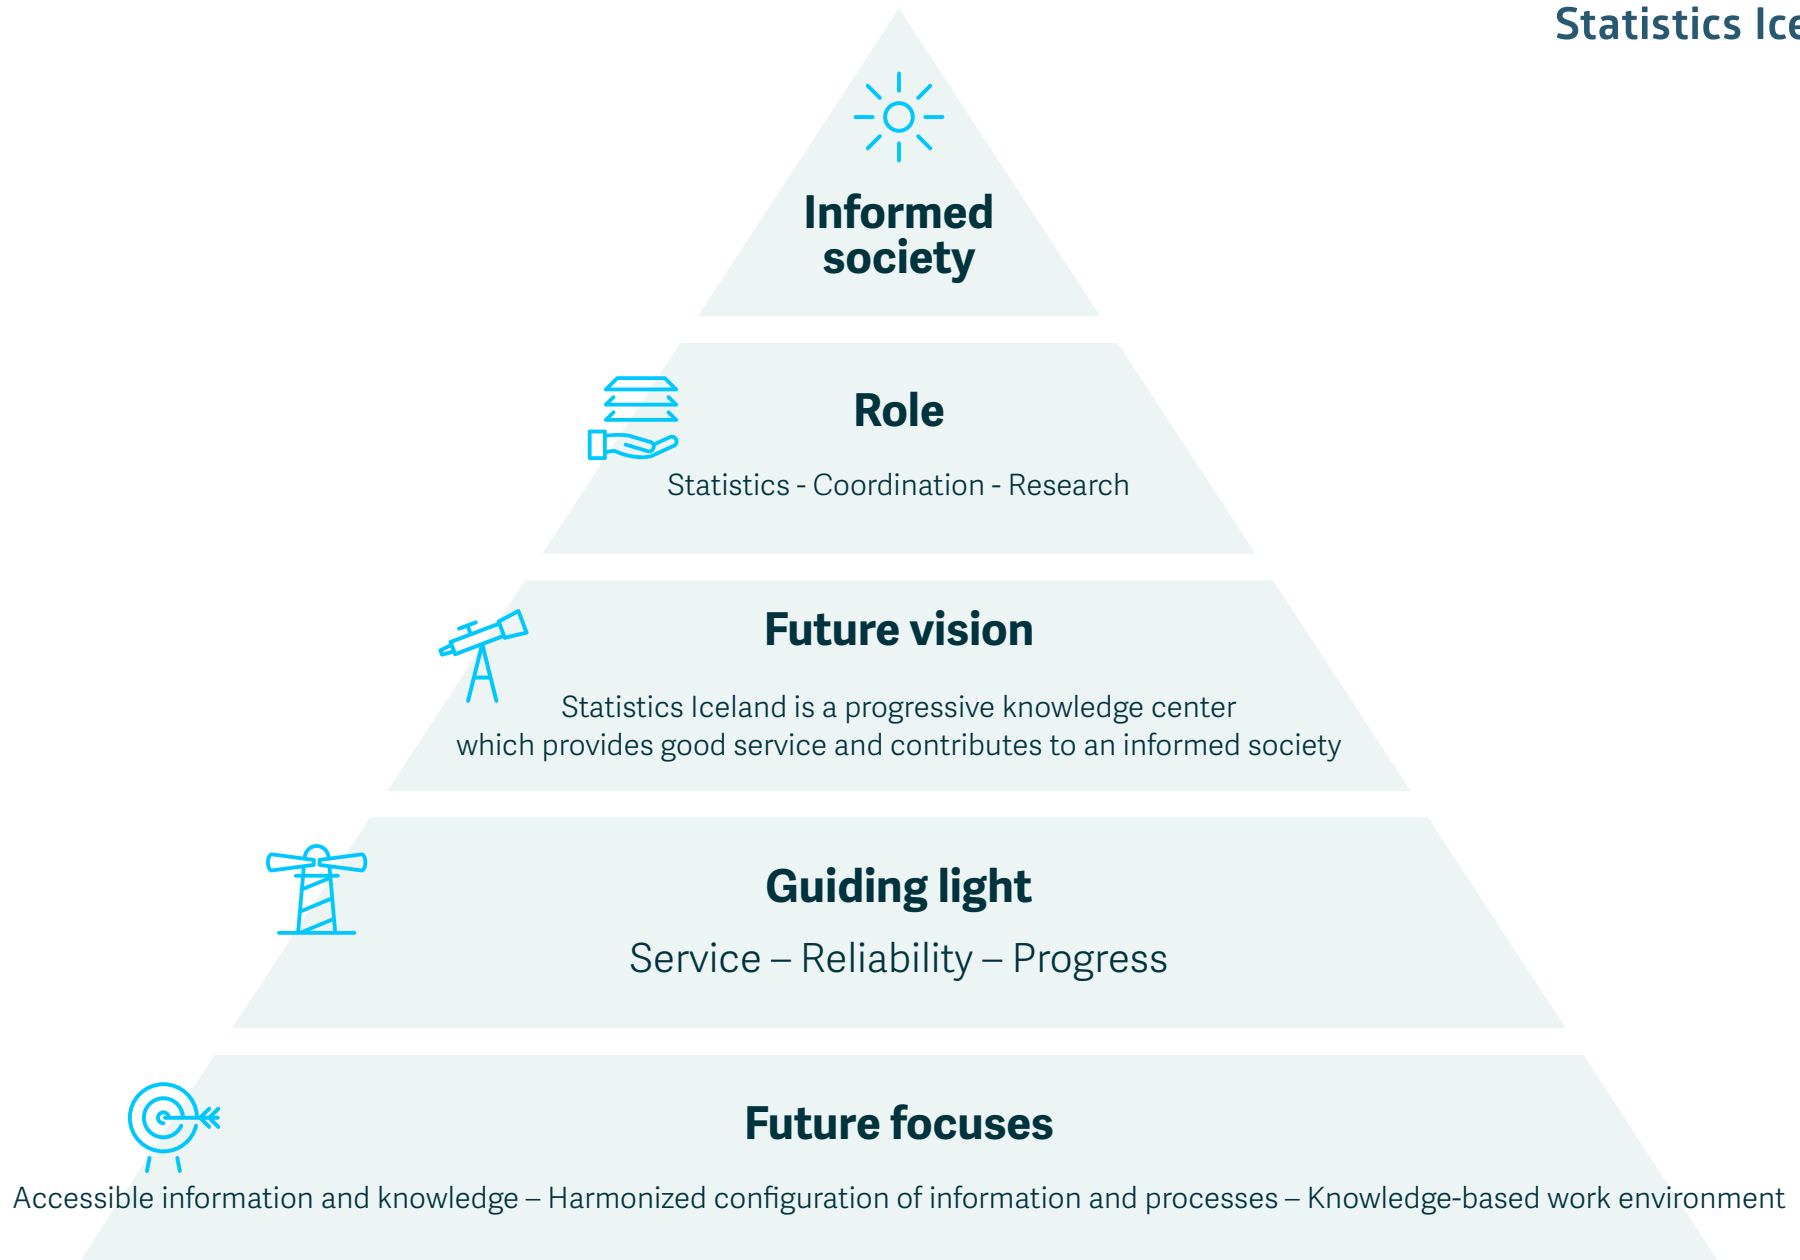 Statistics Ice
Informed
society
Role
Statistics - Coordination - Research
Future vision
Statistics Iceland is a progressive knowledge center
which provides good service and contributes to an informed society
Guiding light
Service – Reliability – Progress
Future focuses
Accessible information and knowledge – Harmonized configuration of information and processes – Knowledge-based work environment